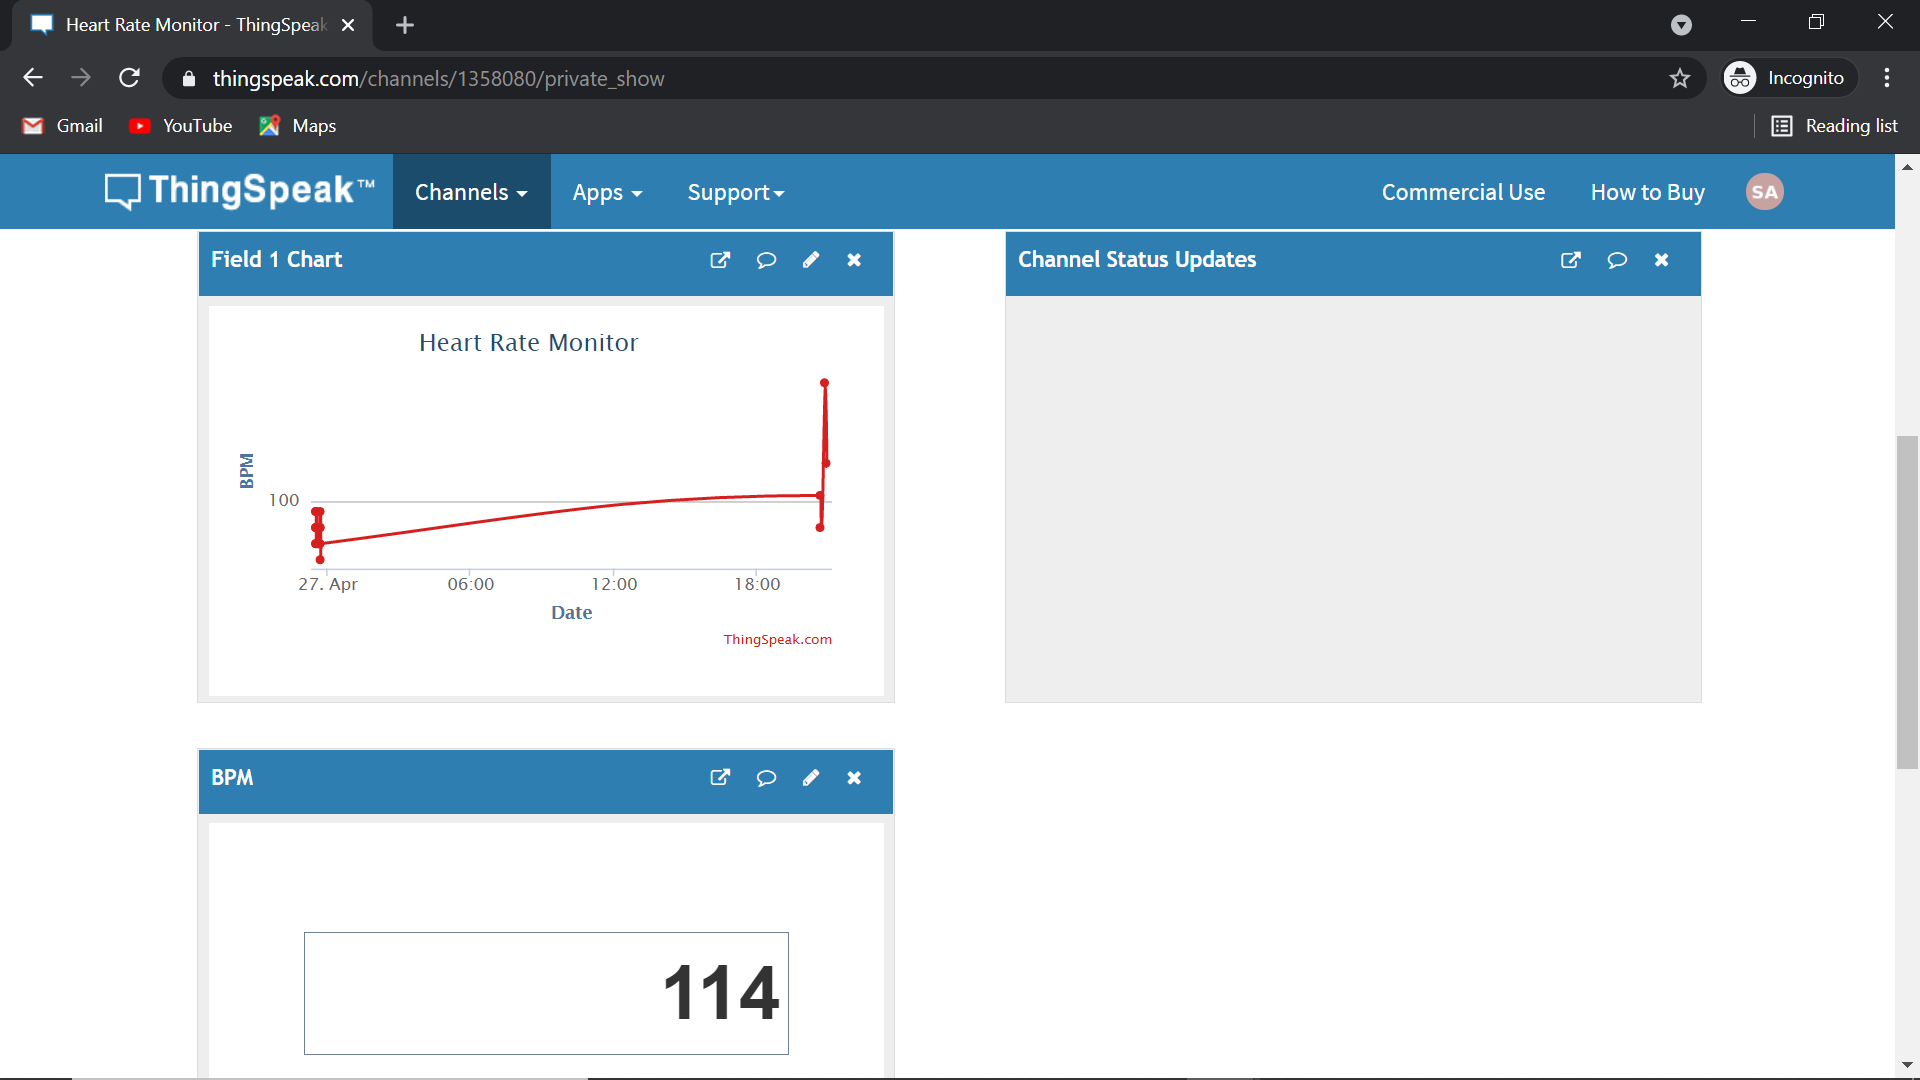 Heart Rate Monitor - ThingSpeak
thingspeak.com/channels/1358080/private_show
Incognito
Gmail
YouTube
Maps
Reading list
ThingSpeak™
Channels
Apps
Support
Commercial Use
How to Buy
SA
Field 1 Chart
Heart Rate Monitor
BPM
100
27. Apr
06:00
12:00
18:00
Date
ThingSpeak.com
Channel Status Updates
BPM
114